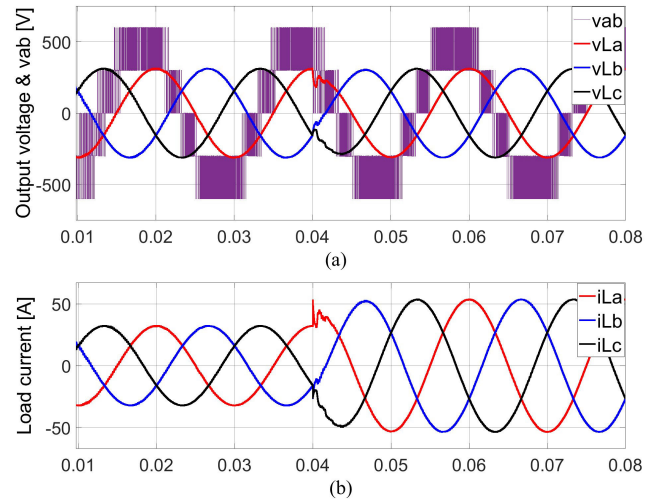 Output voltage & vab [V]
500
0
-500
vab
vLa
vLb
vLc
0.01 0.02 0.03 0.04 0.05 0.06 0.07 0.08
(a)
Load current [A]
50
0
-50
iLa
iLb
iLc
0.01 0.02 0.03 0.04 0.05 0.06 0.07 0.08
(b)